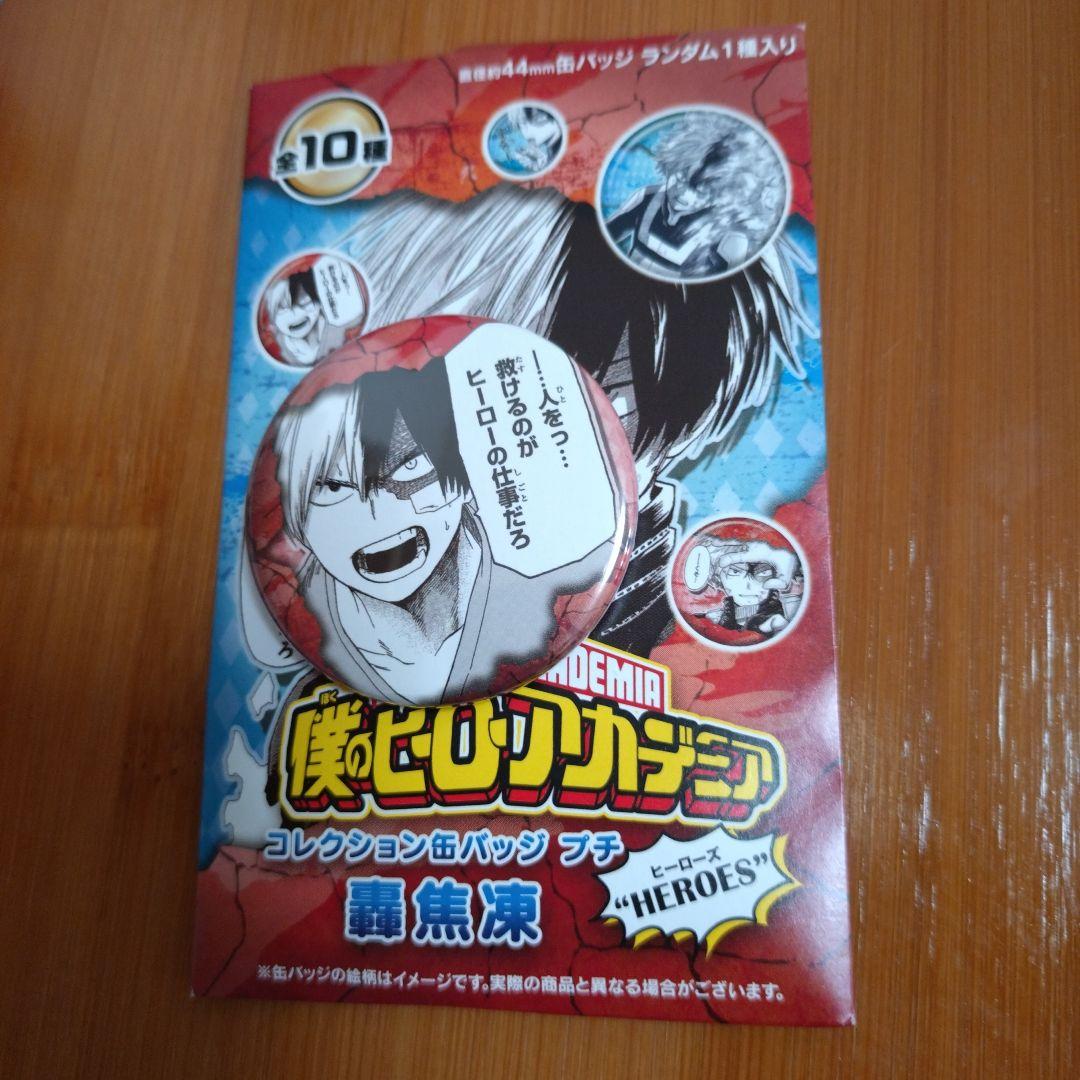 直径約44mm缶バッジ ランダム1種入り
全10種
ー…人をっ…
救けるのが
ヒーローの仕事だろ
ADEMIA
僕のヒーローアカデミア
コレクション缶バッジ プチ
轟焦凍
ヒーローズ
“HEROES”
※缶バッジの絵柄はイメージです。実際の商品と異なる場合がございます。